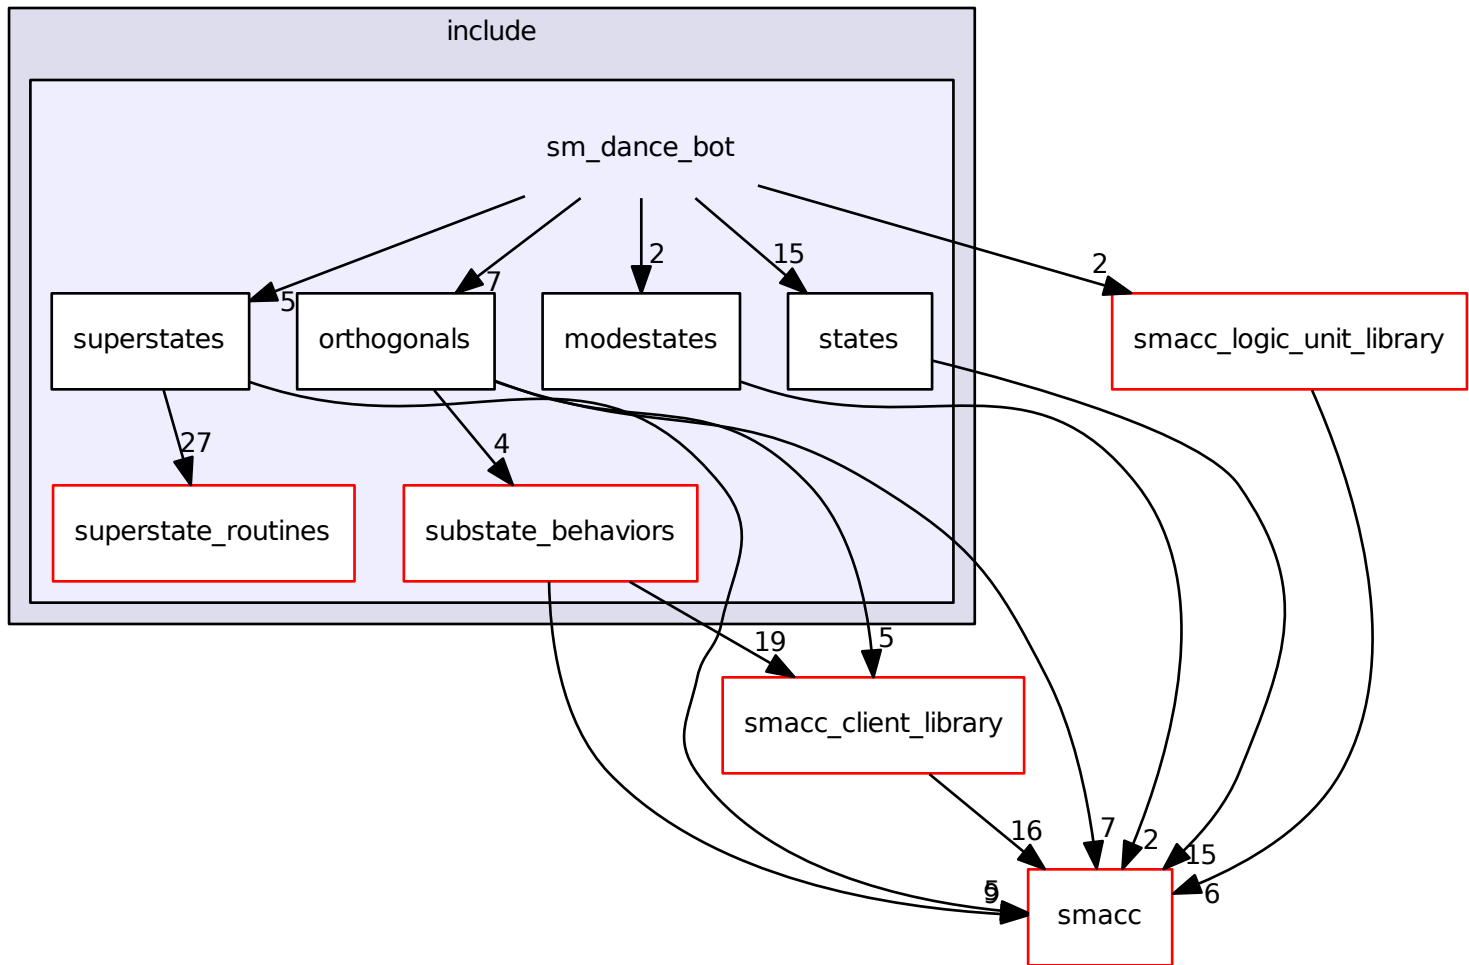 include
sm_dance_bot
2
15
2
7
5
superstates
orthogonals
modestates
states
smacc_logic_unit_library
27
4
superstate_routines
substate_behaviors
19
5
smacc_client_library
16
7
2
15
5
9
6
smacc